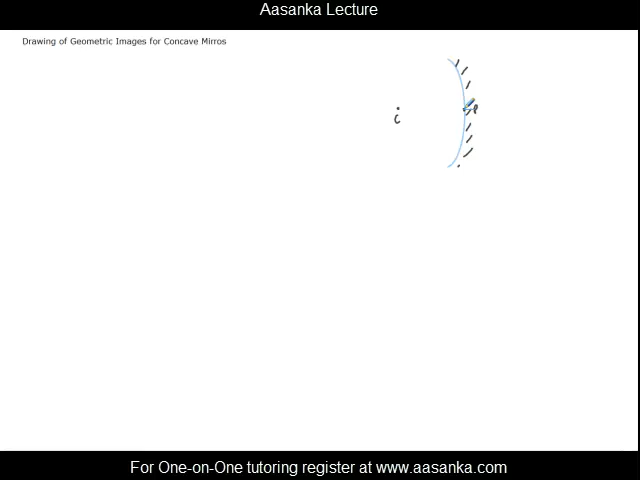 Aasanka Lecture
Drawing of Geometric Images for Concave Mirros
i
For One-on-One tutoring register at www.aasanka.com